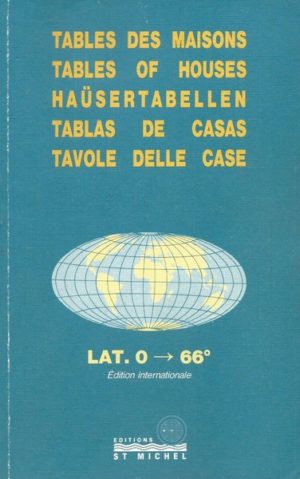 TABLES DES MAISONS
TABLES OF HOUSES
HAÜSERTABELLEN
TABLAS DE CASAS
TAVOLE DELLE CASE
LAT. 0 → 66°
Édition internationale
EDITIONS
ST MICHEL